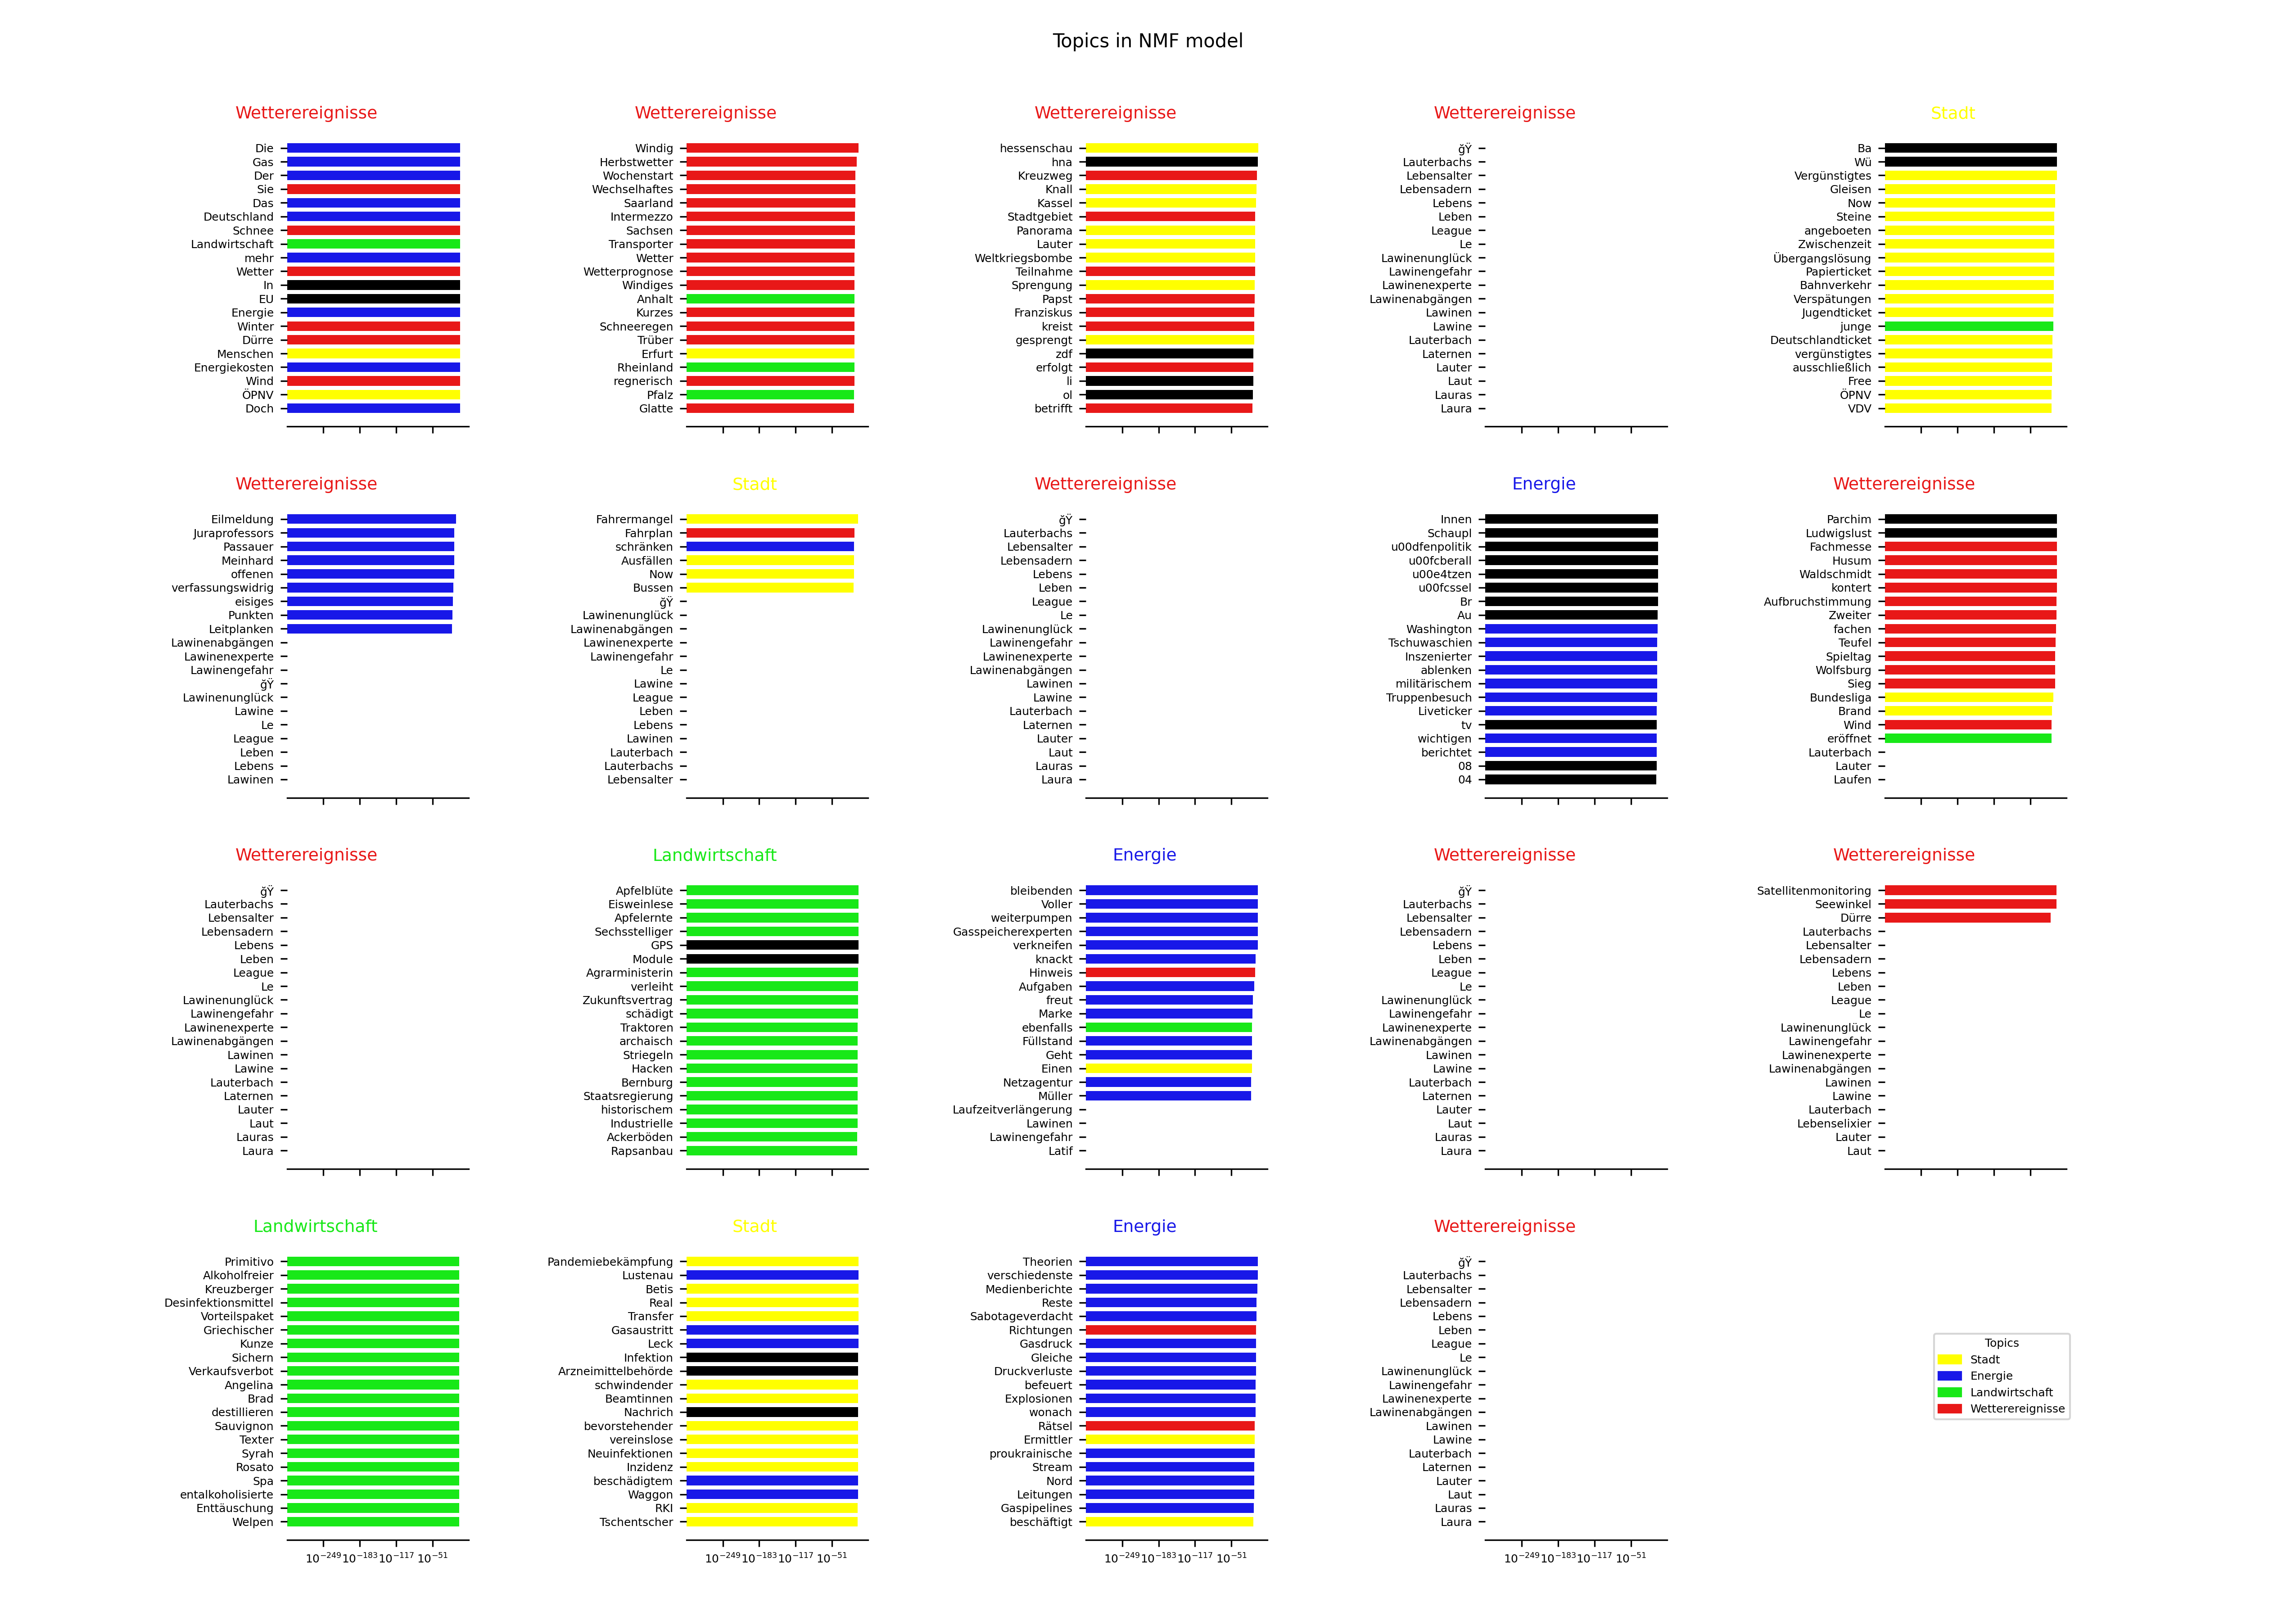 Topics in NMF model
Wetterereignisse
Die
Gas
Der
Sie
Das
Deutschland
Schnee
Landwirtschaft
mehr
Wetter
In
EU
Energie
Winter
Dürre
Menschen
Energiekosten
Wind
ÖPNV
Doch
Wetterereignisse
Windig
Herbstwetter
Wochenstart
Wechselhaftes
Saarland
Intermezzo
Sachsen
Transporter
Wetter
Wetterprognose
Windiges
Anhalt
Kurzes
Schneeregen
Trüber
Erfurt
Rheinland
regnerisch
Pfalz
Glatte
Wetterereignisse
hessenschau
hna
Kreuzweg
Knall
Kassel
Stadtgebiet
Panorama
Lauter
Weltkriegsbombe
Teilnahme
Sprengung
Papst
Franziskus
kreist
gesprengt
zdf
erfolgt
li
ol
betrifft
Wetterereignisse
ğŸ
Lauterbachs
Lebensalter
Lebensadern
Lebens
Leben
League
Le
Lawinenunglück
Lawinengefahr
Lawinenexperte
Lawinenabgängen
Lawinen
Lawine
Lauterbach
Laternen
Lauter
Laut
Lauras
Laura
Stadt
Ba
Wü
Vergünstigtes
Gleisen
Now
Steine
angeboten
Zwischenzeit
Übergangslösung
Papierticket
Bahnverkehr
Verspätungen
Jugendticket
junge
Deutschlandticket
vergünstigtes
ausschließlich
Free
ÖPNV
VDV
Wetterereignisse
Eilmeldung
Juraprofessors
Passauer
Meinhard
offenen
verfassungswidrig
eisiges
Punkten
Leitplanken
Lawinenabgängen
Lawinenexperte
Lawinengefahr
ğŸ
Lawinenunglück
Lawine
Le
League
Leben
Lebens
Lawinen
Stadt
Fahrermangel
Fahrplan
schränken
Ausfällen
Now
Bussen
ğŸ
Lawinenunglück
Lawinenabgängen
Lawinenexperte
Lawinengefahr
Le
Lawine
League
Leben
Lebens
Lawinen
Lauterbach
Lauterbachs
Lebensalter
Wetterereignisse
ğŸ
Lauterbachs
Lebensalter
Lebensadern
Lebens
Leben
League
Le
Lawinenunglück
Lawinengefahr
Lawinenexperte
Lawinenabgängen
Lawinen
Lawine
Lauterbach
Laternen
Lauter
Laut
Lauras
Laura
Energie
Innen
Schaupl
u00dfenpolitik
u00fcberall
u00e4tzen
u00fcssel
Br
Au
Washington
Tschuwaschien
Inszenierter
ablenken
militärischem
Truppenbesuch
Liveticker
tv
wichtigen
berichtet
08
04
Wetterereignisse
Parchim
Ludwigslust
Fachmesse
Husum
Waldschmidt
kontert
Aufbruchstimmung
Zweiter
fachen
Teufel
Spieltag
Wolfsburg
Sieg
Bundesliga
Brand
Wind
eröffnet
Lauterbach
Lauter
Laufen
Wetterereignisse
ğŸ
Lauterbachs
Lebensalter
Lebensadern
Lebens
Leben
League
Le
Lawinenunglück
Lawinengefahr
Lawinenexperte
Lawinenabgängen
Lawinen
Lawine
Lauterbach
Laternen
Lauter
Laut
Lauras
Laura
Landwirtschaft
Apfelblüte
Eisweinlese
Apfelernte
Sechsstelliger
GPS
Module
Agrarministerin
verleiht
Zukunftsvertrag
schädigt
Traktoren
archaisch
Striegeln
Hacken
Bernburg
Staatsregierung
historischem
Industrielle
Ackerböden
Rapsanbau
Energie
bleibenden
Voller
weiterpumpen
Gasspeicherexperten
verkneifen
knackt
Hinweis
Aufgaben
freut
Marke
ebenfalls
Füllstand
Geht
Einen
Netzagentur
Müller
Laufzeitverlängerung
Lawinen
Lawinengefahr
Latif
Wetterereignisse
ğŸ
Lauterbachs
Lebensalter
Lebensadern
Lebens
Leben
League
Le
Lawinenunglück
Lawinengefahr
Lawinenexperte
Lawinenabgängen
Lawinen
Lawine
Lauterbach
Laternen
Lauter
Laut
Lauras
Laura
Wetterereignisse
Satellitenmonitoring
Seewinkel
Dürre
Lauterbachs
Lebensalter
Lebensadern
Lebens
Leben
League
Le
Lawinenunglück
Lawinengefahr
Lawinenexperte
Lawinenabgängen
Lawinen
Lawine
Lauterbach
Lebenselixier
Lauter
Laut
Landwirtschaft
Primitivo
Alkoholfreier
Kreuzberger
Desinfektionsmittel
Vorteilspaket
Griechischer
Kunze
Sichern
Verkaufsverbot
Angelina
Brad
destillieren
Sauvignon
Texter
Syrah
Rosato
Spa
entalkoholisierte
Enttäuschung
Welpen
10⁻²⁴⁹ 10⁻¹⁸³ 10⁻¹¹⁷ 10⁻⁵¹
Stadt
Pandemiebekämpfung
Lustenau
Betis
Real
Transfer
Gasaustritt
Leck
Infektion
Arzneimittelbehörde
schwindender
Beamtinnen
Nachrich
bevorstehender
vereinslose
Neuinfektionen
Inzidenz
beschädigtem
Waggon
RKI
Tschentscher
10⁻²⁴⁹ 10⁻¹⁸³ 10⁻¹¹⁷ 10⁻⁵¹
Energie
Theorien
verschiedenste
Medienberichte
Reste
Sabotageverdacht
Richtungen
Gasdruck
Gleiche
Druckverluste
befeuert
Explosionen
wonach
Rätsel
Ermittler
proukrainische
Stream
Nord
Leitungen
Gaspipelines
beschäftigt
10⁻²⁴⁹ 10⁻¹⁸³ 10⁻¹¹⁷ 10⁻⁵¹
Wetterereignisse
ğŸ
Lauterbachs
Lebensalter
Lebensadern
Lebens
Leben
League
Le
Lawinenunglück
Lawinengefahr
Lawinenexperte
Lawinenabgängen
Lawinen
Lawine
Lauterbach
Laternen
Lauter
Laut
Lauras
Laura
10⁻²⁴⁹ 10⁻¹⁸³ 10⁻¹¹⁷ 10⁻⁵¹
Topics
Stadt
Energie
Landwirtschaft
Wetterereignisse